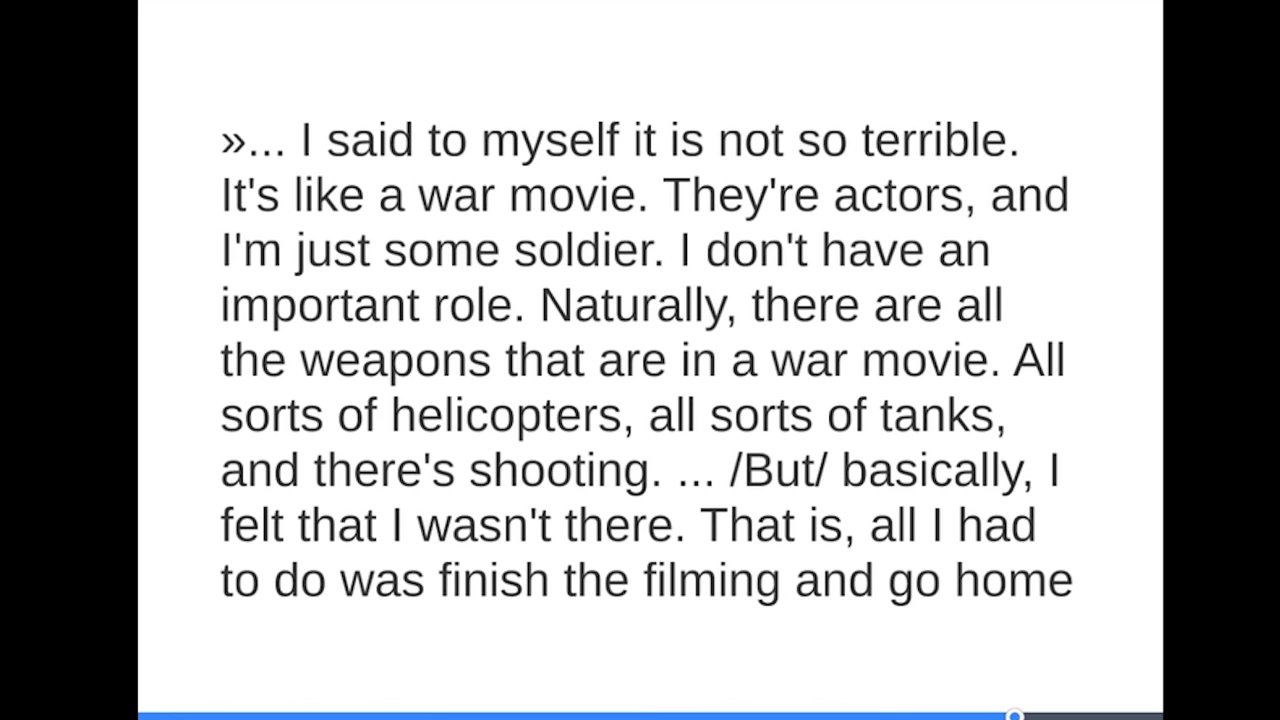 »... I said to myself it is not so terrible.
It's like a war movie. They're actors, and
I'm just some soldier. I don't have an
important role. Naturally, there are all
the weapons that are in a war movie. All
sorts of helicopters, all sorts of tanks,
and there's shooting. ... /But/ basically, I
felt that I wasn't there. That is, all I had
to do was finish the filming and go home